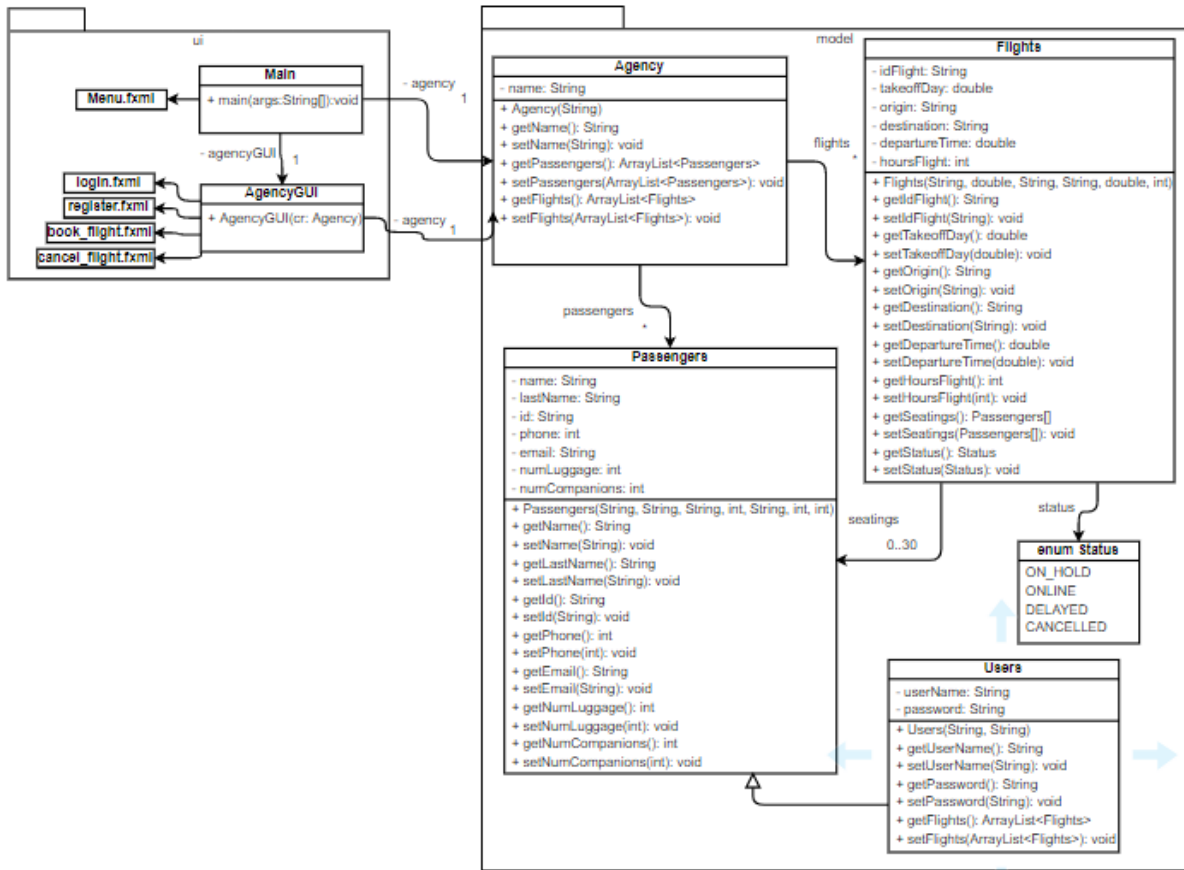 ui
Main
+ main(args:String[]):void
Menu.fxml
- agencyGUI
1
AgencyGUI
+ AgencyGUI(cr: Agency)
login.fxml
register.fxml
book_flight.fxml
cancel_flight.fxml
- agency
1
- agency
1
model
Agency
- name: String
+ Agency(String)
+ getName(): String
+ setName(String): void
+ getPassengers(): ArrayList<Passengers>
+ setPassengers(ArrayList<Passengers>): void
+ getFlights(): ArrayList<Flights>
+ setFlights(ArrayList<Flights>): void
flights
*
passengers
*
Flights
- idFlight: String
- takeoffDay: double
- origin: String
- destination: String
- departureTime: double
- hoursFlight: int
+ Flights(String, double, String, String, double, int)
+ getIdFlight(): String
+ setIdFlight(String): void
+ getTakeoffDay(): double
+ setTakeoffDay(double): void
+ getOrigin(): String
+ setOrigin(String): void
+ getDestination(): String
+ setDestination(String): void
+ getDepartureTime(): double
+ setDepartureTime(double): void
+ getHoursFlight(): int
+ setHoursFlight(int): void
+ getSeatings(): Passengers[]
+ setSeatings(Passengers[]): void
+ getStatus(): Status
+ setStatus(Status): void
Passengers
- name: String
- lastName: String
- id: String
- phone: int
- email: String
- numLuggage: int
- numCompanions: int
+ Passengers(String, String, String, int, String, int, int)
+ getName(): String
+ setName(String): void
+ getLastName(): String
+ setLastName(String): void
+ getId(): String
+ setId(String): void
+ getPhone(): int
+ setPhone(int): void
+ getEmail(): String
+ setEmail(String): void
+ getNumLuggage(): int
+ setNumLuggage(int): void
+ getNumCompanions(): int
+ setNumCompanions(int): void
seatings
0..30
status
enum Status
ON_HOLD
ONLINE
DELAYED
CANCELLED
Users
- userName: String
- password: String
+ Users(String, String)
+ getUserName(): String
+ setUserName(String): void
+ getPassword(): String
+ setPassword(String): void
+ getFlights(): ArrayList<Flights>
+ setFlights(ArrayList<Flights>): void